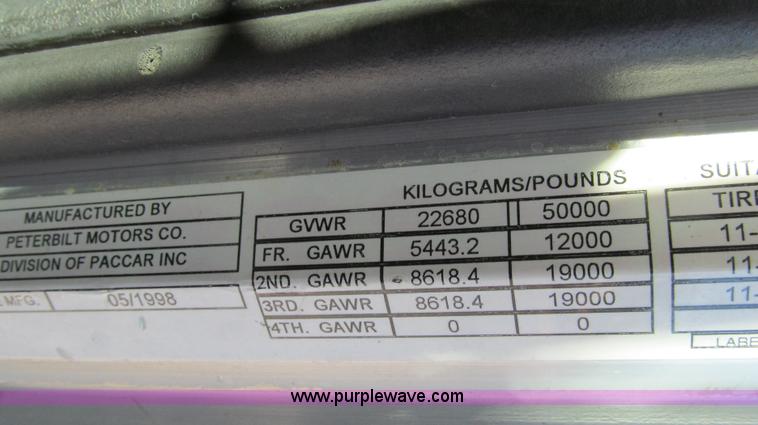 KILOGRAMS/POUNDS
MANUFACTURED BY
PETERBILT MOTORS CO.
DIVISION OF PACCAR INC
MFG. 05/1998
GVWR 22680 50000
FR. GAWR 5443.2 12000
2ND. GAWR 8618.4 19000
3RD. GAWR 8618.4 19000
4TH. GAWR 0 0
SUITA
TIRE
11-
11-
11-
LABE
www.purplewave.com